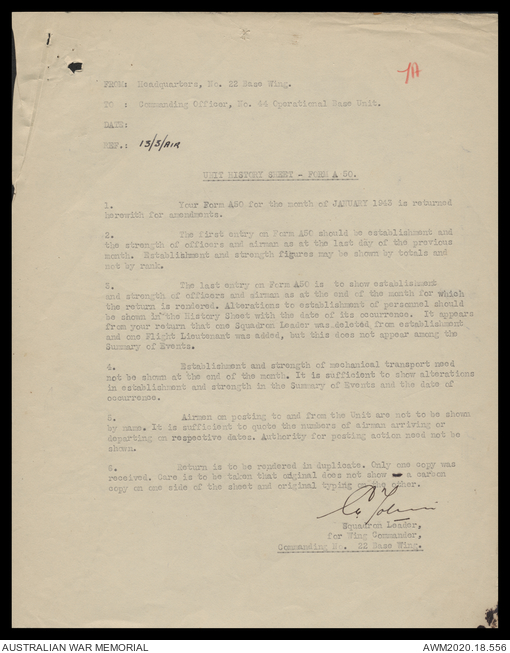 1A
FROM: Headquarters, No. 22 Base Wing.
TO : Commanding Officer, No. 44 Operational Base Unit.
DATE:
REF.: 13/5/AIR
UNIT HISTORY SHEET - FORM A 50.
1. Your Form A50 for the month of JANUARY 1943 is returned
herewith for amendments.
2. The first entry on Form A50 should be establishment and
the strength of officers and airman as at the last day of the previous
month. Establishment and strength figures may be shown by totals and
not by rank.
3. The last entry on Form A50 is to show establishment
and strength of officers and airman as at the end of the month for which
the return is rendered. Alterations to establishment of personnel should
be shown in the History Sheet with the date of its occurence. It appears
from your return that one Squadron Leader was deleted from establishment
and one Flight Lieutenant was added, but this does not appear among the
Summary of Events.
4. Establishment and strength of mechanical transport need
not be shown at the end of the month. It is sufficient to show alterations
in establishment and strength in the Summary of Events and the date of
occurrence.
5. Airman on posting to and from the Unit are not to be shown
by name. It is sufficient to quote the numbers of airman arriving or
departing on respective dates. Authority for posting action need not be
shown.
6. Return is to be rendered in duplicate. Only one copy was
received. Care is to be taken that original does not show - a carbon
copy on one side of the sheet and original typing on the other.
Squadron Leader,
for Wing Commander,
Commanding No. 22 Base Wing.
AUSTRALIAN WAR MEMORIAL
AWM2020.18.556